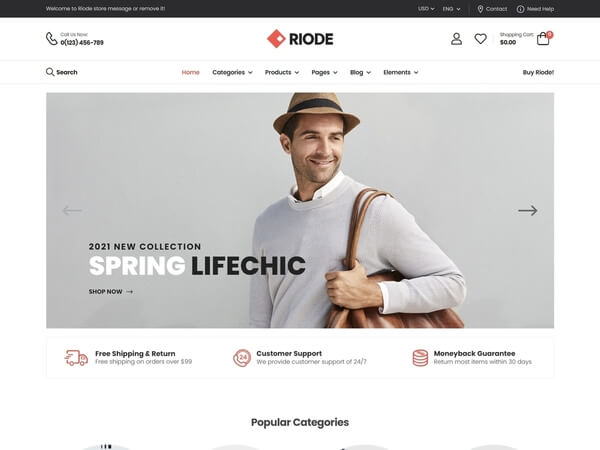 Welcome to Riode store message or remove it!
USD
ENG
Contact
Need Help
Call Us Now:
0(123) 456-789
RIODE
Shopping Cart:
$0.00
0
Search
Home
Categories
Products
Pages
Blog
Elements
Buy Riode!
2021 NEW COLLECTION
SPRING LIFECHIC
SHOP NOW
Free Shipping & Return
Free shipping on orders over $99
24
Customer Support
We provide customer support of 24/7
Moneyback Guarantee
Return most items within 30 days
Popular Categories